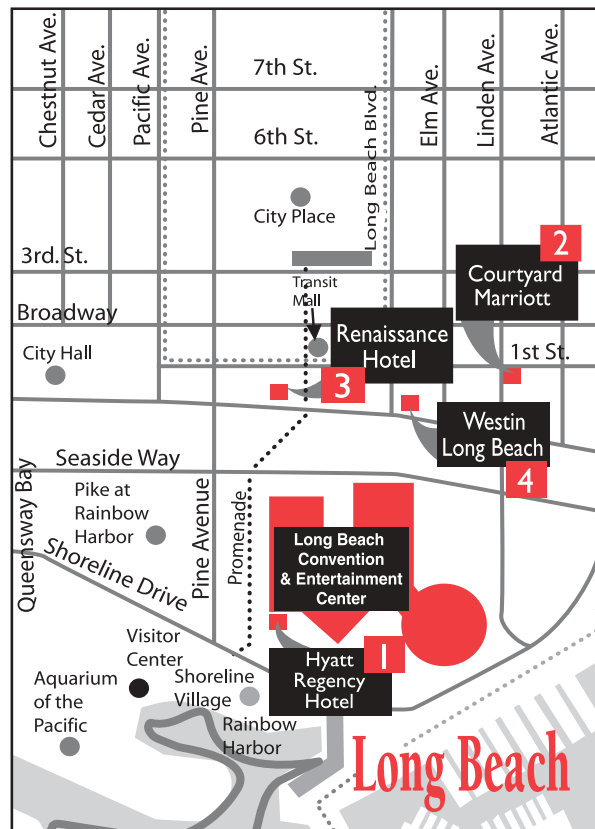 Chestnut Ave.
Cedar Ave.
Pacific Ave.
Pine Ave.
7th St.
Long Beach Blvd.
Elm Ave.
Linden Ave.
Atlantic Ave.
6th St.
City Place
3rd. St.
2
Courtyard
Marriott
Transit
Mall
Broadway
Renaissance
Hotel
1st St.
City Hall
3
Westin
Long Beach
4
Seaside Way
Queensway Bay
Pike at
Rainbow
Harbor
Pine Avenue
Promenade
Long Beach
Convention
& Entertainment
Center
Shoreline Drive
Visitor
Center
Hyatt
Regency
Hotel
1
Aquarium
of the
Pacific
Shoreline
Village
Rainbow
Harbor
Long Beach